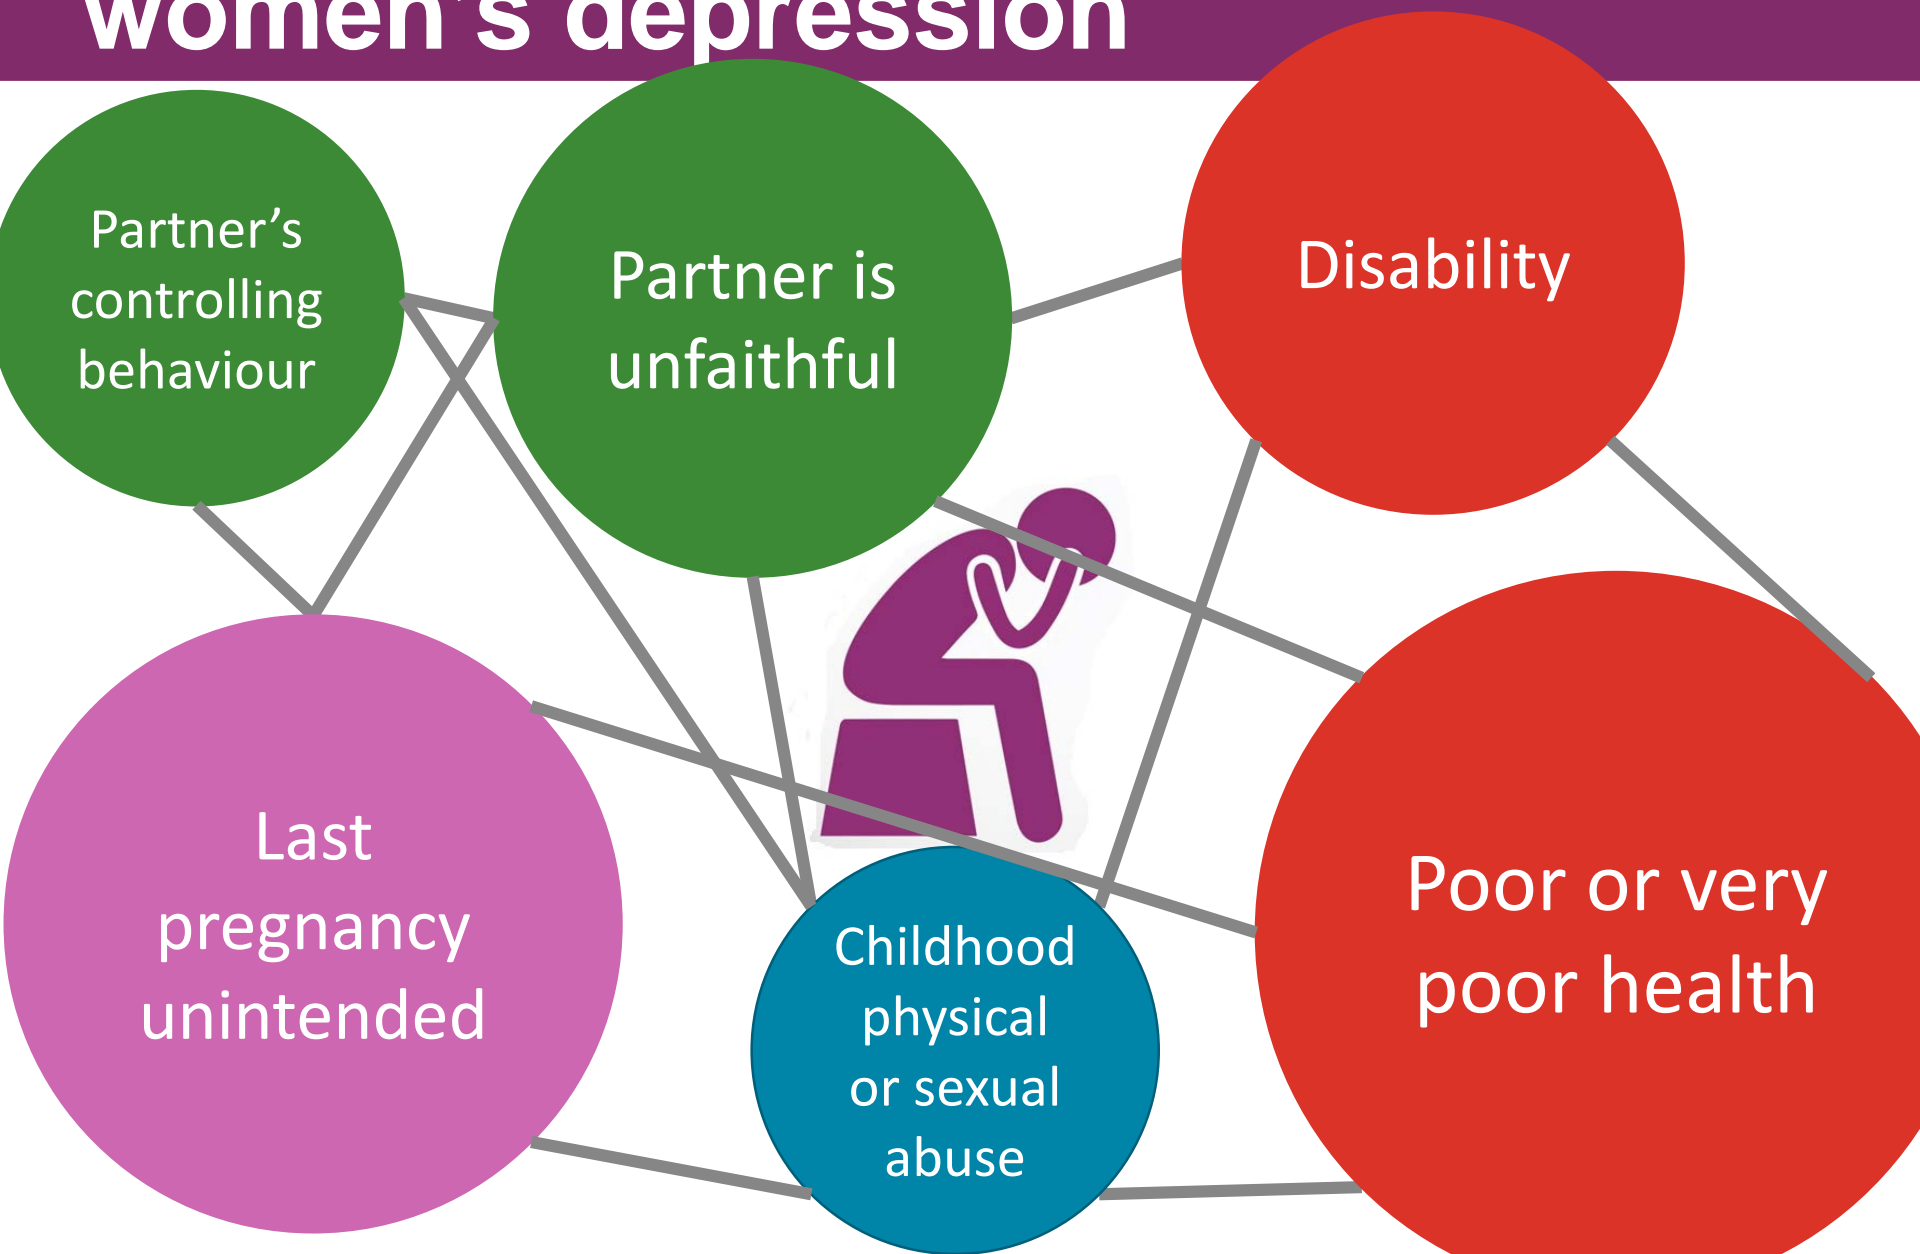 women's depression
Partner’s
controlling
behaviour
Partner is
unfaithful
Disability
Last
pregnancy
unintended
Childhood
physical
or sexual
abuse
Poor or very
poor health